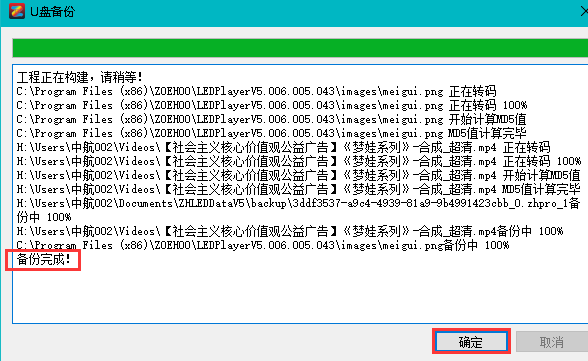 U盘备份
工程正在构建，请稍等！
C:\Program Files (x86)\ZOEHOO\LEDPlayerV5.006.005.043\images\meigui.png 正在转码
C:\Program Files (x86)\ZOEHOO\LEDPlayerV5.006.005.043\images\meigui.png 正在转码 100%
C:\Program Files (x86)\ZOEHOO\LEDPlayerV5.006.005.043\images\meigui.png 开始计算MD5值
C:\Program Files (x86)\ZOEHOO\LEDPlayerV5.006.005.043\images\meigui.png MD5值计算完毕
H:\Users\中航002\Videos\【社会主义核心价值观公益广告】《梦娃系列》-合成_超清.mp4 正在转码
H:\Users\中航002\Videos\【社会主义核心价值观公益广告】《梦娃系列》-合成_超清.mp4 正在转码 100%
H:\Users\中航002\Videos\【社会主义核心价值观公益广告】《梦娃系列》-合成_超清.mp4 开始计算MD5值
H:\Users\中航002\Videos\【社会主义核心价值观公益广告】《梦娃系列》-合成_超清.mp4 MD5值计算完毕
H:\Users\中航002\Documents\ZHLEDDataV5\backup\3ddf3537-a9c4-4939-81a9-9b4991423cbb_0.zhpro_1备
份中 100%
H:\Users\中航002\Videos\【社会主义核心价值观公益广告】《梦娃系列》-合成_超清.mp4备份中 100%
C:\Program Files (x86)\ZOEHOO\LEDPlayerV5.006.005.043\images\meigui.png备份中 100%
备份完成！
确定
取消